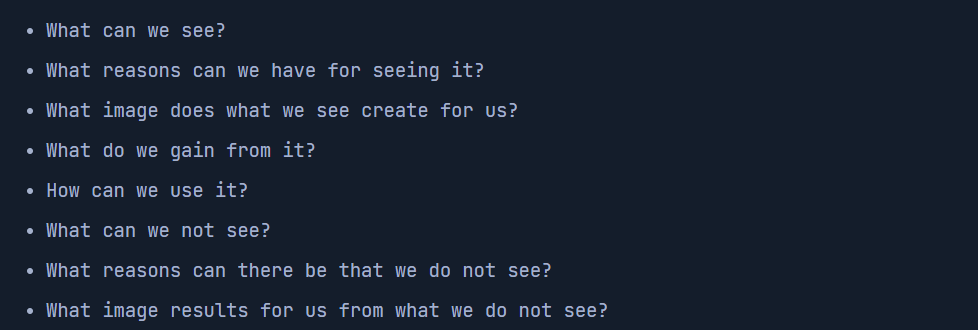 • What can we see?
• What reasons can we have for seeing it?
• What image does what we see create for us?
• What do we gain from it?
• How can we use it?
• What can we not see?
• What reasons can there be that we do not see?
• What image results for us from what we do not see?